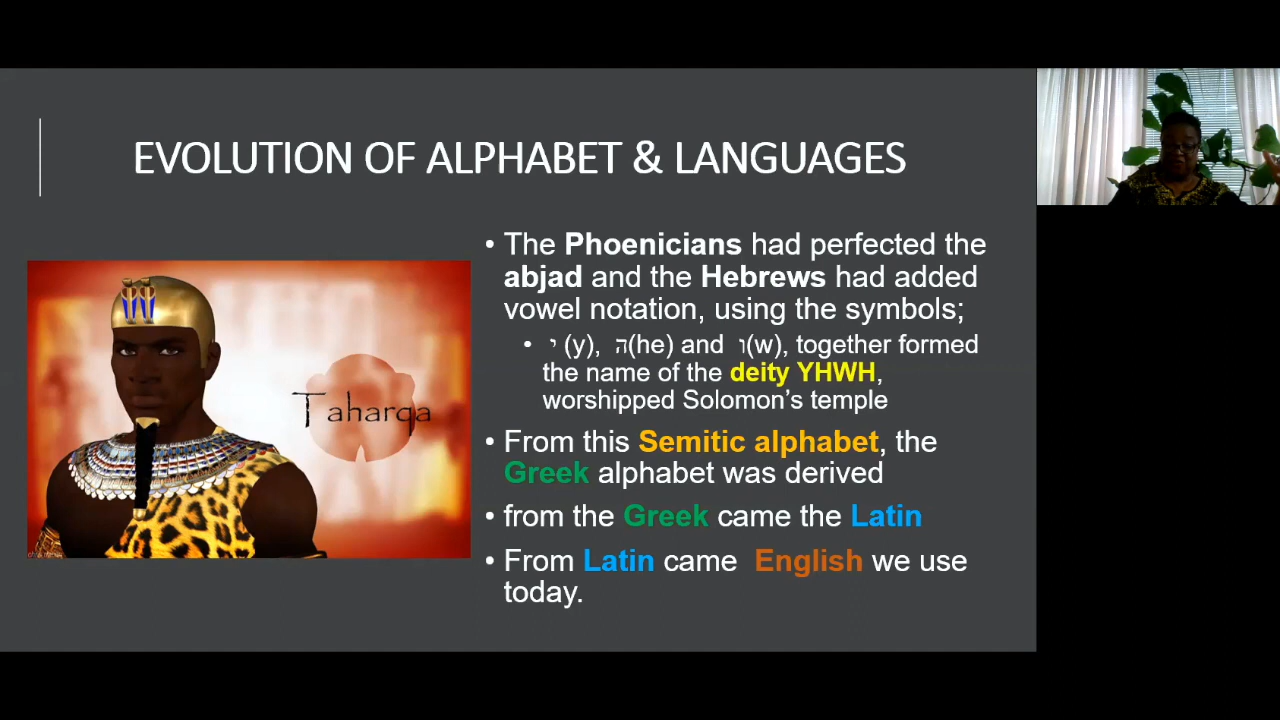 EVOLUTION OF ALPHABET & LANGUAGES
Taharqa
• The Phoenicians had perfected the
abjad and the Hebrews had added
vowel notation, using the symbols;
• י (y), ה(he) and ו(w), together formed
the name of the deity YHWH,
worshipped Solomon's temple
• From this Semitic alphabet, the
Greek alphabet was derived
• from the Greek came the Latin
• From Latin came English we use
today.